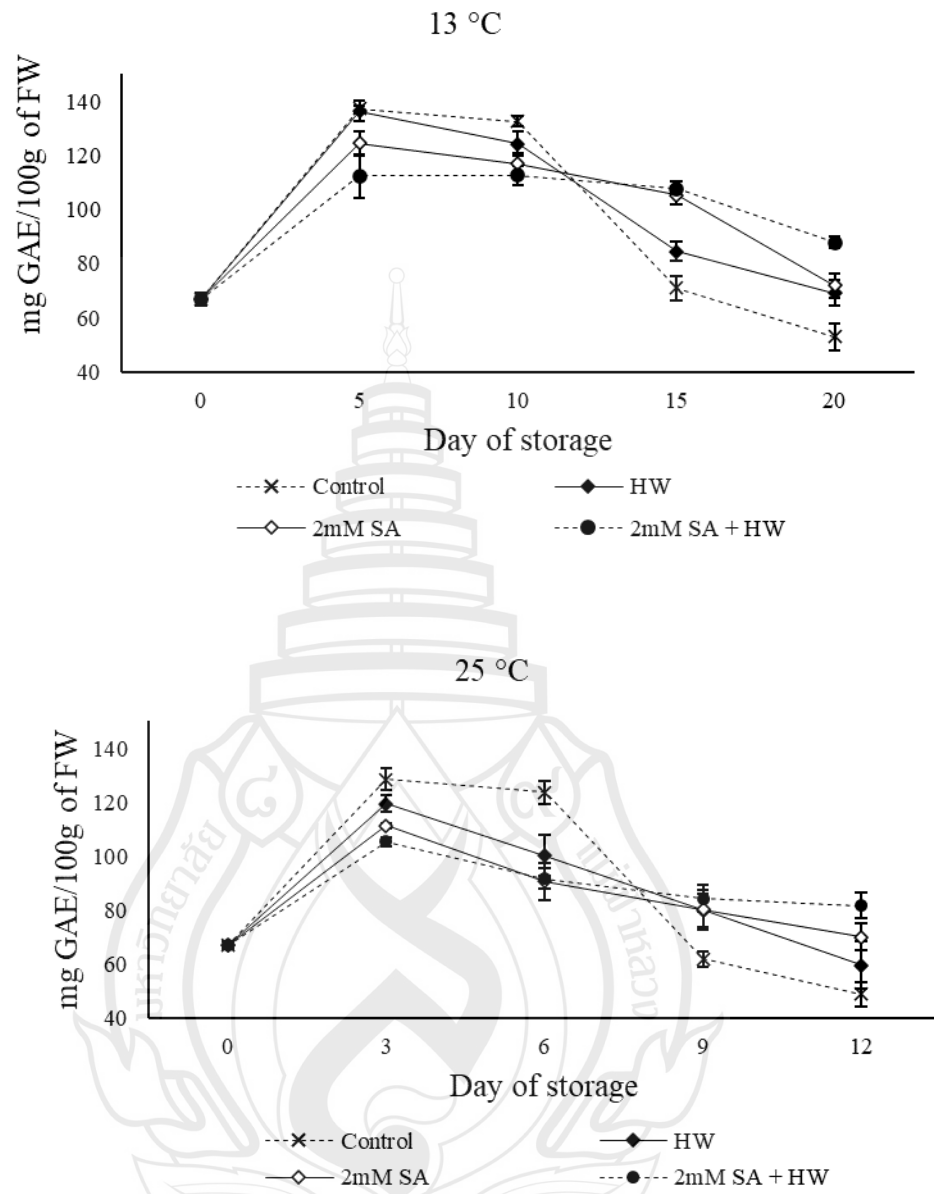 13 °C
mg GAE/100g of FW
140
120
100
80
60
40
0 5 10 15 20
Day of storage
Control HW
2mM SA 2mM SA + HW
25 °C
mg GAE/100g of FW
140
120
100
80
60
40
0 3 6 9 12
Day of storage
Control HW
2mM SA 2mM SA + HW